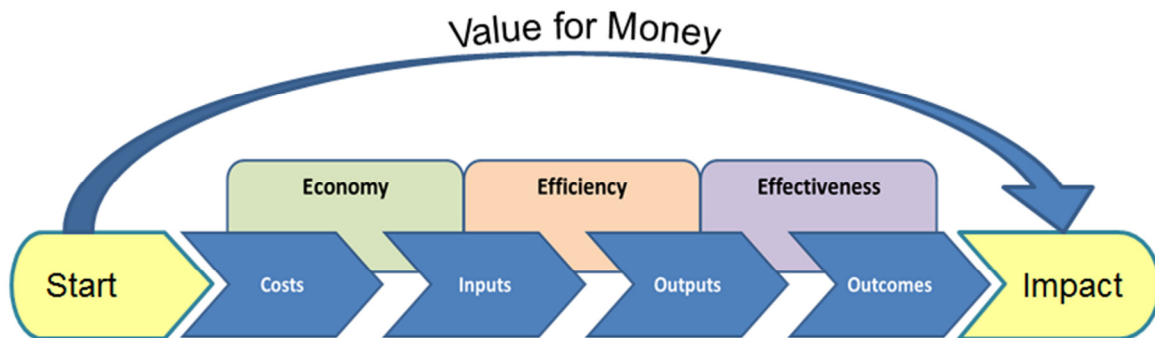 Value for Money
Economy
Efficiency
Effectiveness
Start
Costs
Inputs
Outputs
Outcomes
Impact